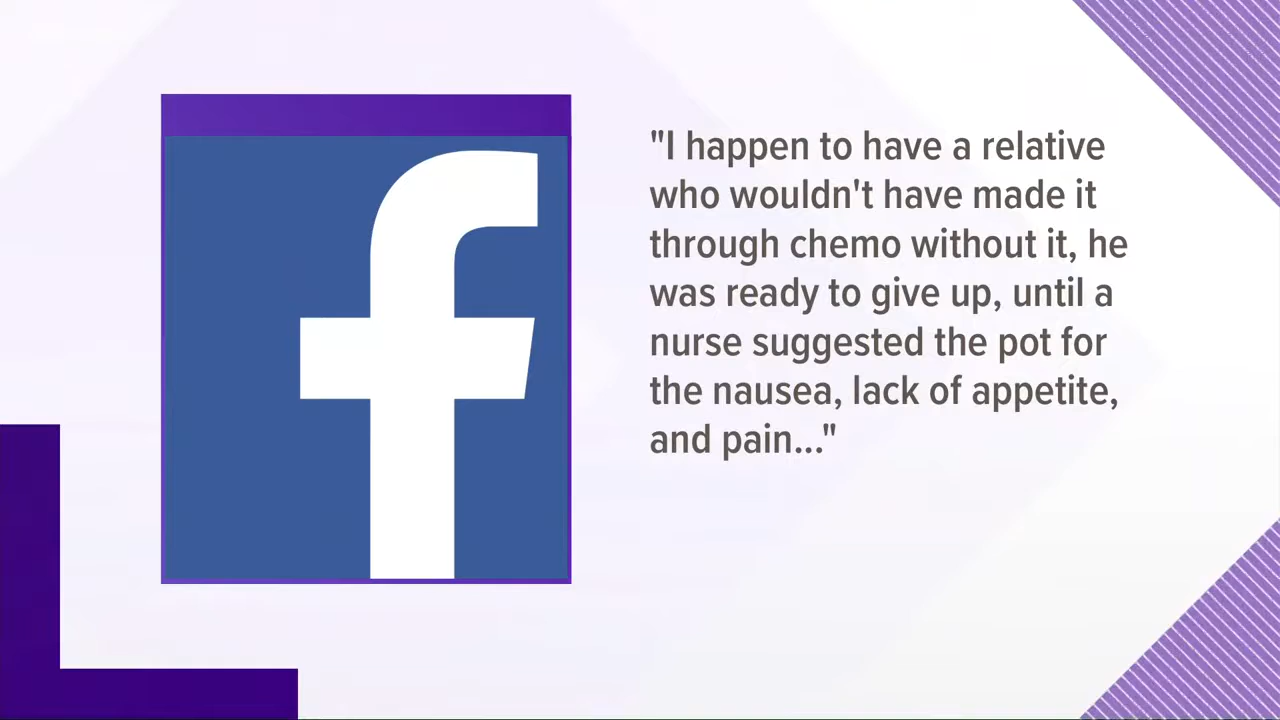 "I happen to have a relative
who wouldn't have made it
through chemo without it, he
was ready to give up, until a
nurse suggested the pot for
the nausea, lack of appetite,
and pain..."